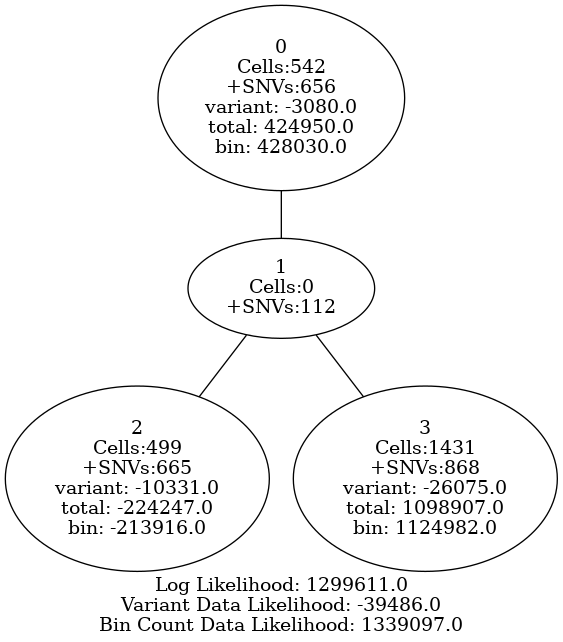 0
Cells:542
+SNVs:656
variant: -3080.0
total: 424950.0
bin: 428030.0
1
Cells:0
+SNVs:112
2
Cells:499
+SNVs:665
variant: -10331.0
total: -224247.0
bin: -213916.0
3
Cells:1431
+SNVs:868
variant: -26075.0
total: 1098907.0
bin: 1124982.0
Log Likelihood: 1299611.0
Variant Data Likelihood: -39486.0
Bin Count Data Likelihood: 1339097.0